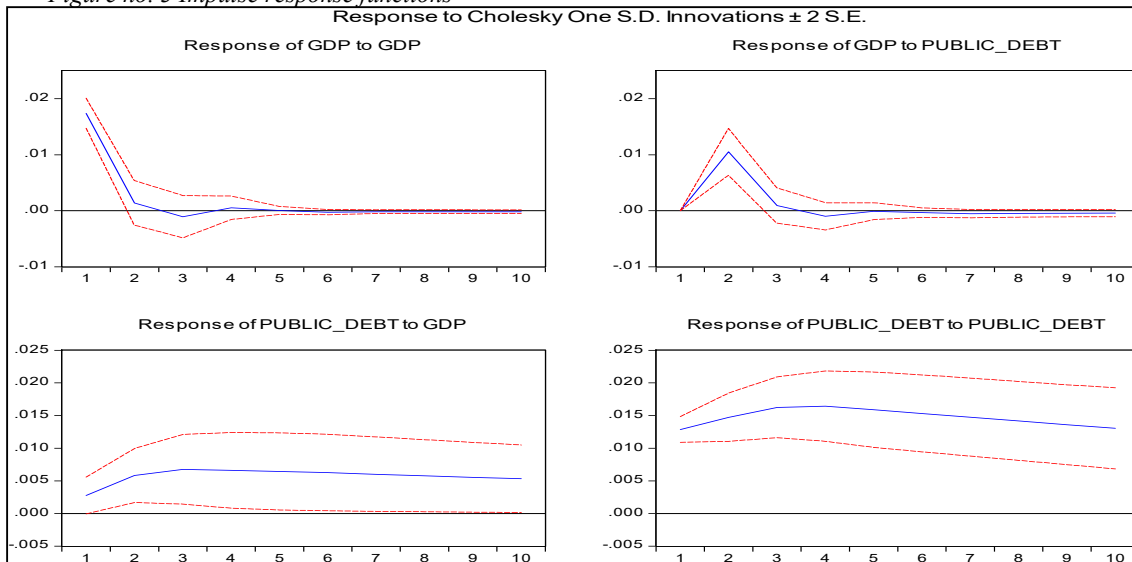 Figure no. 3 Impulse response functions
Response to Cholesky One S.D. Innovations ± 2 S.E.
Response of GDP to GDP
.02
.01
.00
-.01
1 2 3 4 5 6 7 8 9 10
Response of GDP to PUBLIC_DEBT
.02
.01
.00
-.01
1 2 3 4 5 6 7 8 9 10
Response of PUBLIC_DEBT to GDP
.025
.020
.015
.010
.005
.000
-.005
1 2 3 4 5 6 7 8 9 10
Response of PUBLIC_DEBT to PUBLIC_DEBT
.025
.020
.015
.010
.005
.000
-.005
1 2 3 4 5 6 7 8 9 10